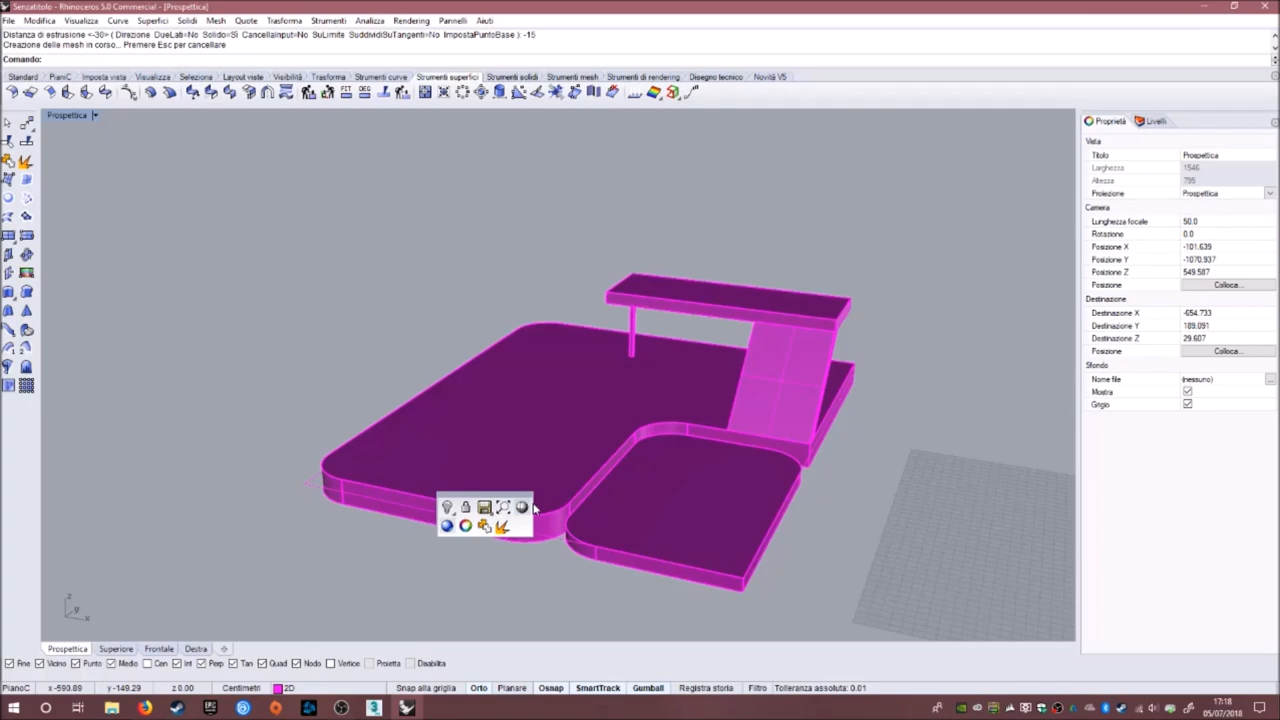 Senzatitolo - Rhinoceros 5.0 Commercial - [Prospettica]
File Modifica Visualizza Curve Superfici Solidi Mesh Quote Trasforma Strumenti Analizza Rendering Pannelli Aiuti
Distanza di estrusione <-30> ( Direzione DueLati=No Solido=Sì CancellaInput=No SuLimite SuddividiSuTangenti=No ImpostaPuntoBase ): -15
Creazione delle mesh in corso... Premere Esc per cancellare
Comando:
Standard PianiC Imposta vista Visualizza Seleziona Layout viste Visibilità Trasforma Strumenti curve Strumenti superfici Strumenti solidi Strumenti mesh Strumenti di rendering Disegno tecnico Novità V5
Prospettica
Proprietà Livelli
Vista
Titolo Prospettica
Larghezza 1546
Altezza 795
Proiezione Prospettica
Camera
Lunghezza focale 50.0
Rotazione 0.0
Posizione X -101.639
Posizione Y -1070.937
Posizione Z 549.587
Posizione Colloca...
Destinazione
Destinazione X -654.733
Destinazione Y 189.091
Destinazione Z 29.607
Posizione Colloca...
Sfondo
Nome file (nessuno) ...
Mostra
Grigio
z
y
x
Prospettica Superiore Frontale Destra
Fine Vicino Punto Medio Cen Int Perp Tan Quad Nodo Vertice Proietta Disabilita
PianoC x -590.89 y -149.29 z 0.00 Centimetri 2D Snap alla griglia Orto Planare Osnap SmartTrack Gumball Registra storia Filtro Tolleranza assoluta: 0.01
17:18
05/07/2018